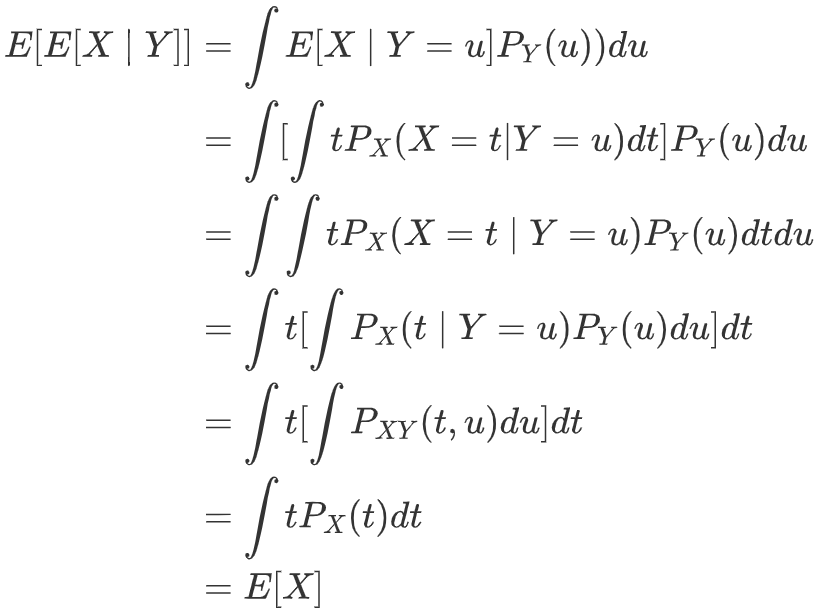 E[E[X | Y]] = ∫ E[X | Y = u]P_Y(u))du
= ∫[∫ tP_X(X = t|Y = u)dt]P_Y(u)du
= ∫ ∫ tP_X(X = t | Y = u)P_Y(u)dtdu
= ∫ t[∫ P_X(t | Y = u)P_Y(u)du]dt
= ∫ t[∫ P_{XY}(t, u)du]dt
= ∫ tP_X(t)dt
= E[X]